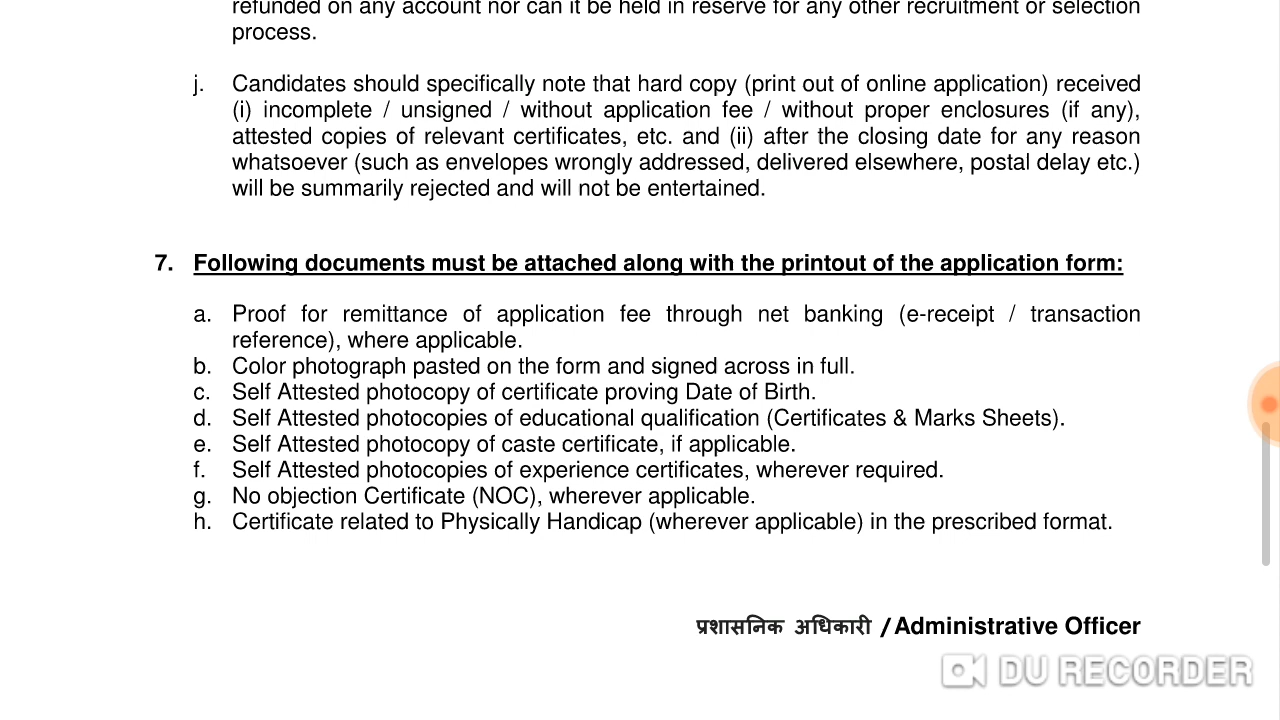 refunded on any account nor can it be held in reserve for any other recruitment or selection
process.
j. Candidates should specifically note that hard copy (print out of online application) received
(i) incomplete / unsigned / without application fee / without proper enclosures (if any),
attested copies of relevant certificates, etc. and (ii) after the closing date for any reason
whatsoever (such as envelopes wrongly addressed, delivered elsewhere, postal delay etc.)
will be summarily rejected and will not be entertained.
7. Following documents must be attached along with the printout of the application form:
a. Proof for remittance of application fee through net banking (e-receipt / transaction
reference), where applicable.
b. Color photograph pasted on the form and signed across in full.
c. Self Attested photocopy of certificate proving Date of Birth.
d. Self Attested photocopies of educational qualification (Certificates & Marks Sheets).
e. Self Attested photocopy of caste certificate, if applicable.
f. Self Attested photocopies of experience certificates, wherever required.
g. No objection Certificate (NOC), wherever applicable.
h. Certificate related to Physically Handicap (wherever applicable) in the prescribed format.
प्रशासनिक अधिकारी / Administrative Officer
DU RECORDER